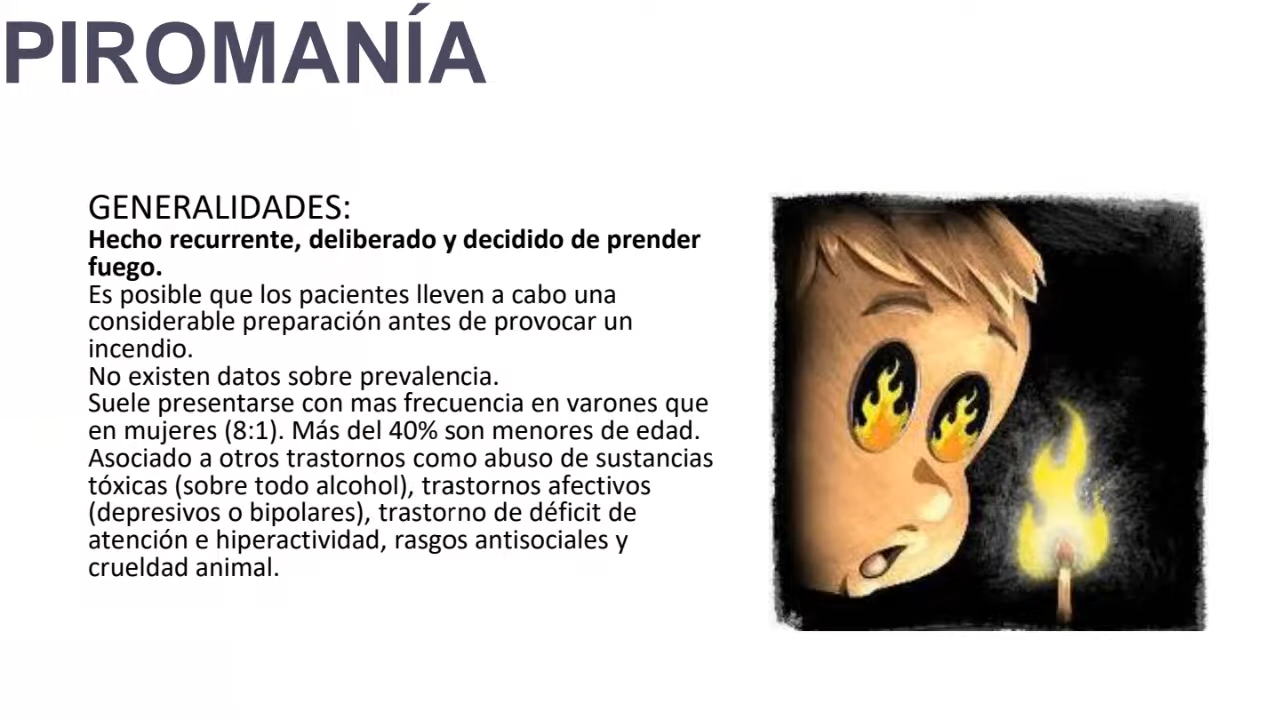 PIROMANÍA
GENERALIDADES:
Hecho recurrente, deliberado y decidido de prender
fuego.
Es posible que los pacientes lleven a cabo una
considerable preparación antes de provocar un
incendio.
No existen datos sobre prevalencia.
Suele presentarse con mas frecuencia en varones que
en mujeres (8:1). Más del 40% son menores de edad.
Asociado a otros trastornos como abuso de sustancias
tóxicas (sobre todo alcohol), trastornos afectivos
(depresivos o bipolares), trastorno de déficit de
atención e hiperactividad, rasgos antisociales y
crueldad animal.